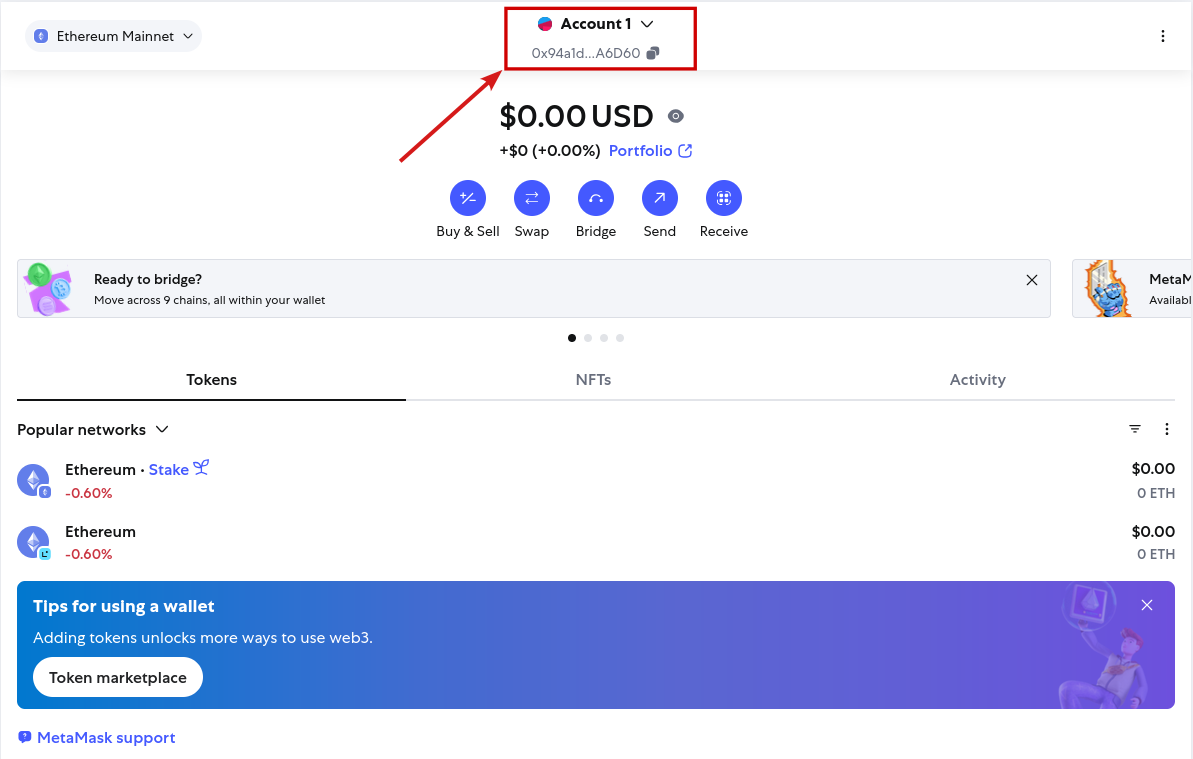 Ethereum Mainnet
Account 1
0x94a1d...A6D60
$0.00 USD
+$0 (+0.00%) Portfolio
Buy & Sell Swap Bridge Send Receive
Ready to bridge?
Move across 9 chains, all within your wallet
MetaM
Availabl
Tokens NFTs Activity
Popular networks
Ethereum • Stake $0.00
-0.60% 0 ETH
Ethereum $0.00
-0.60% 0 ETH
Tips for using a wallet
Adding tokens unlocks more ways to use web3.
Token marketplace
MetaMask support